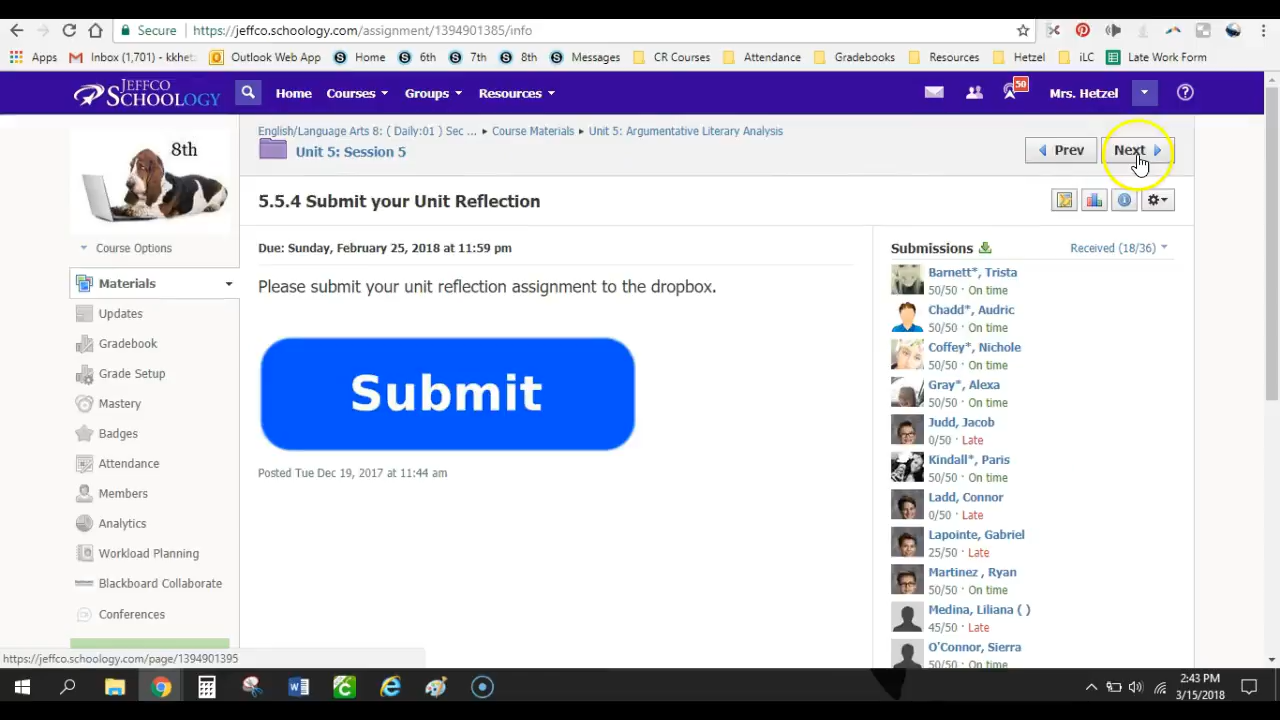 Secure https://jeffco.schoology.com/assignment/1394901385/info
Apps Inbox (1,701) - kkhets Outlook Web App Home 6th 7th 8th Messages CR Courses Attendance Gradebooks Resources Hetzel iLC Late Work Form
JEFFCO
SCHOOLOGY
Home Courses Groups Resources 50 Mrs. Hetzel
8th
English/Language Arts 8: ( Daily:01 ) Sec ... Course Materials Unit 5: Argumentative Literary Analysis
Unit 5: Session 5
Prev Next
5.5.4 Submit your Unit Reflection
Course Options
Materials
Updates
Gradebook
Grade Setup
Mastery
Badges
Attendance
Members
Analytics
Workload Planning
Blackboard Collaborate
Conferences
Due: Sunday, February 25, 2018 at 11:59 pm
Please submit your unit reflection assignment to the dropbox.
Submit
Posted Tue Dec 19, 2017 at 11:44 am
Submissions Received (18/36)
Barnett*, Trista
50/50 · On time
Chadd*, Audric
50/50 · On time
Coffey*, Nichole
50/50 · On time
Gray*, Alexa
50/50 · On time
Judd, Jacob
0/50 · Late
Kindall*, Paris
50/50 · On time
Ladd, Connor
0/50 · Late
Lapointe, Gabriel
25/50 · Late
Martinez , Ryan
50/50 · On time
Medina, Liliana ( )
45/50 · Late
O'Connor, Sierra
50/50 · On time
https://jeffco.schoology.com/page/1394901395
2:43 PM
3/15/2018